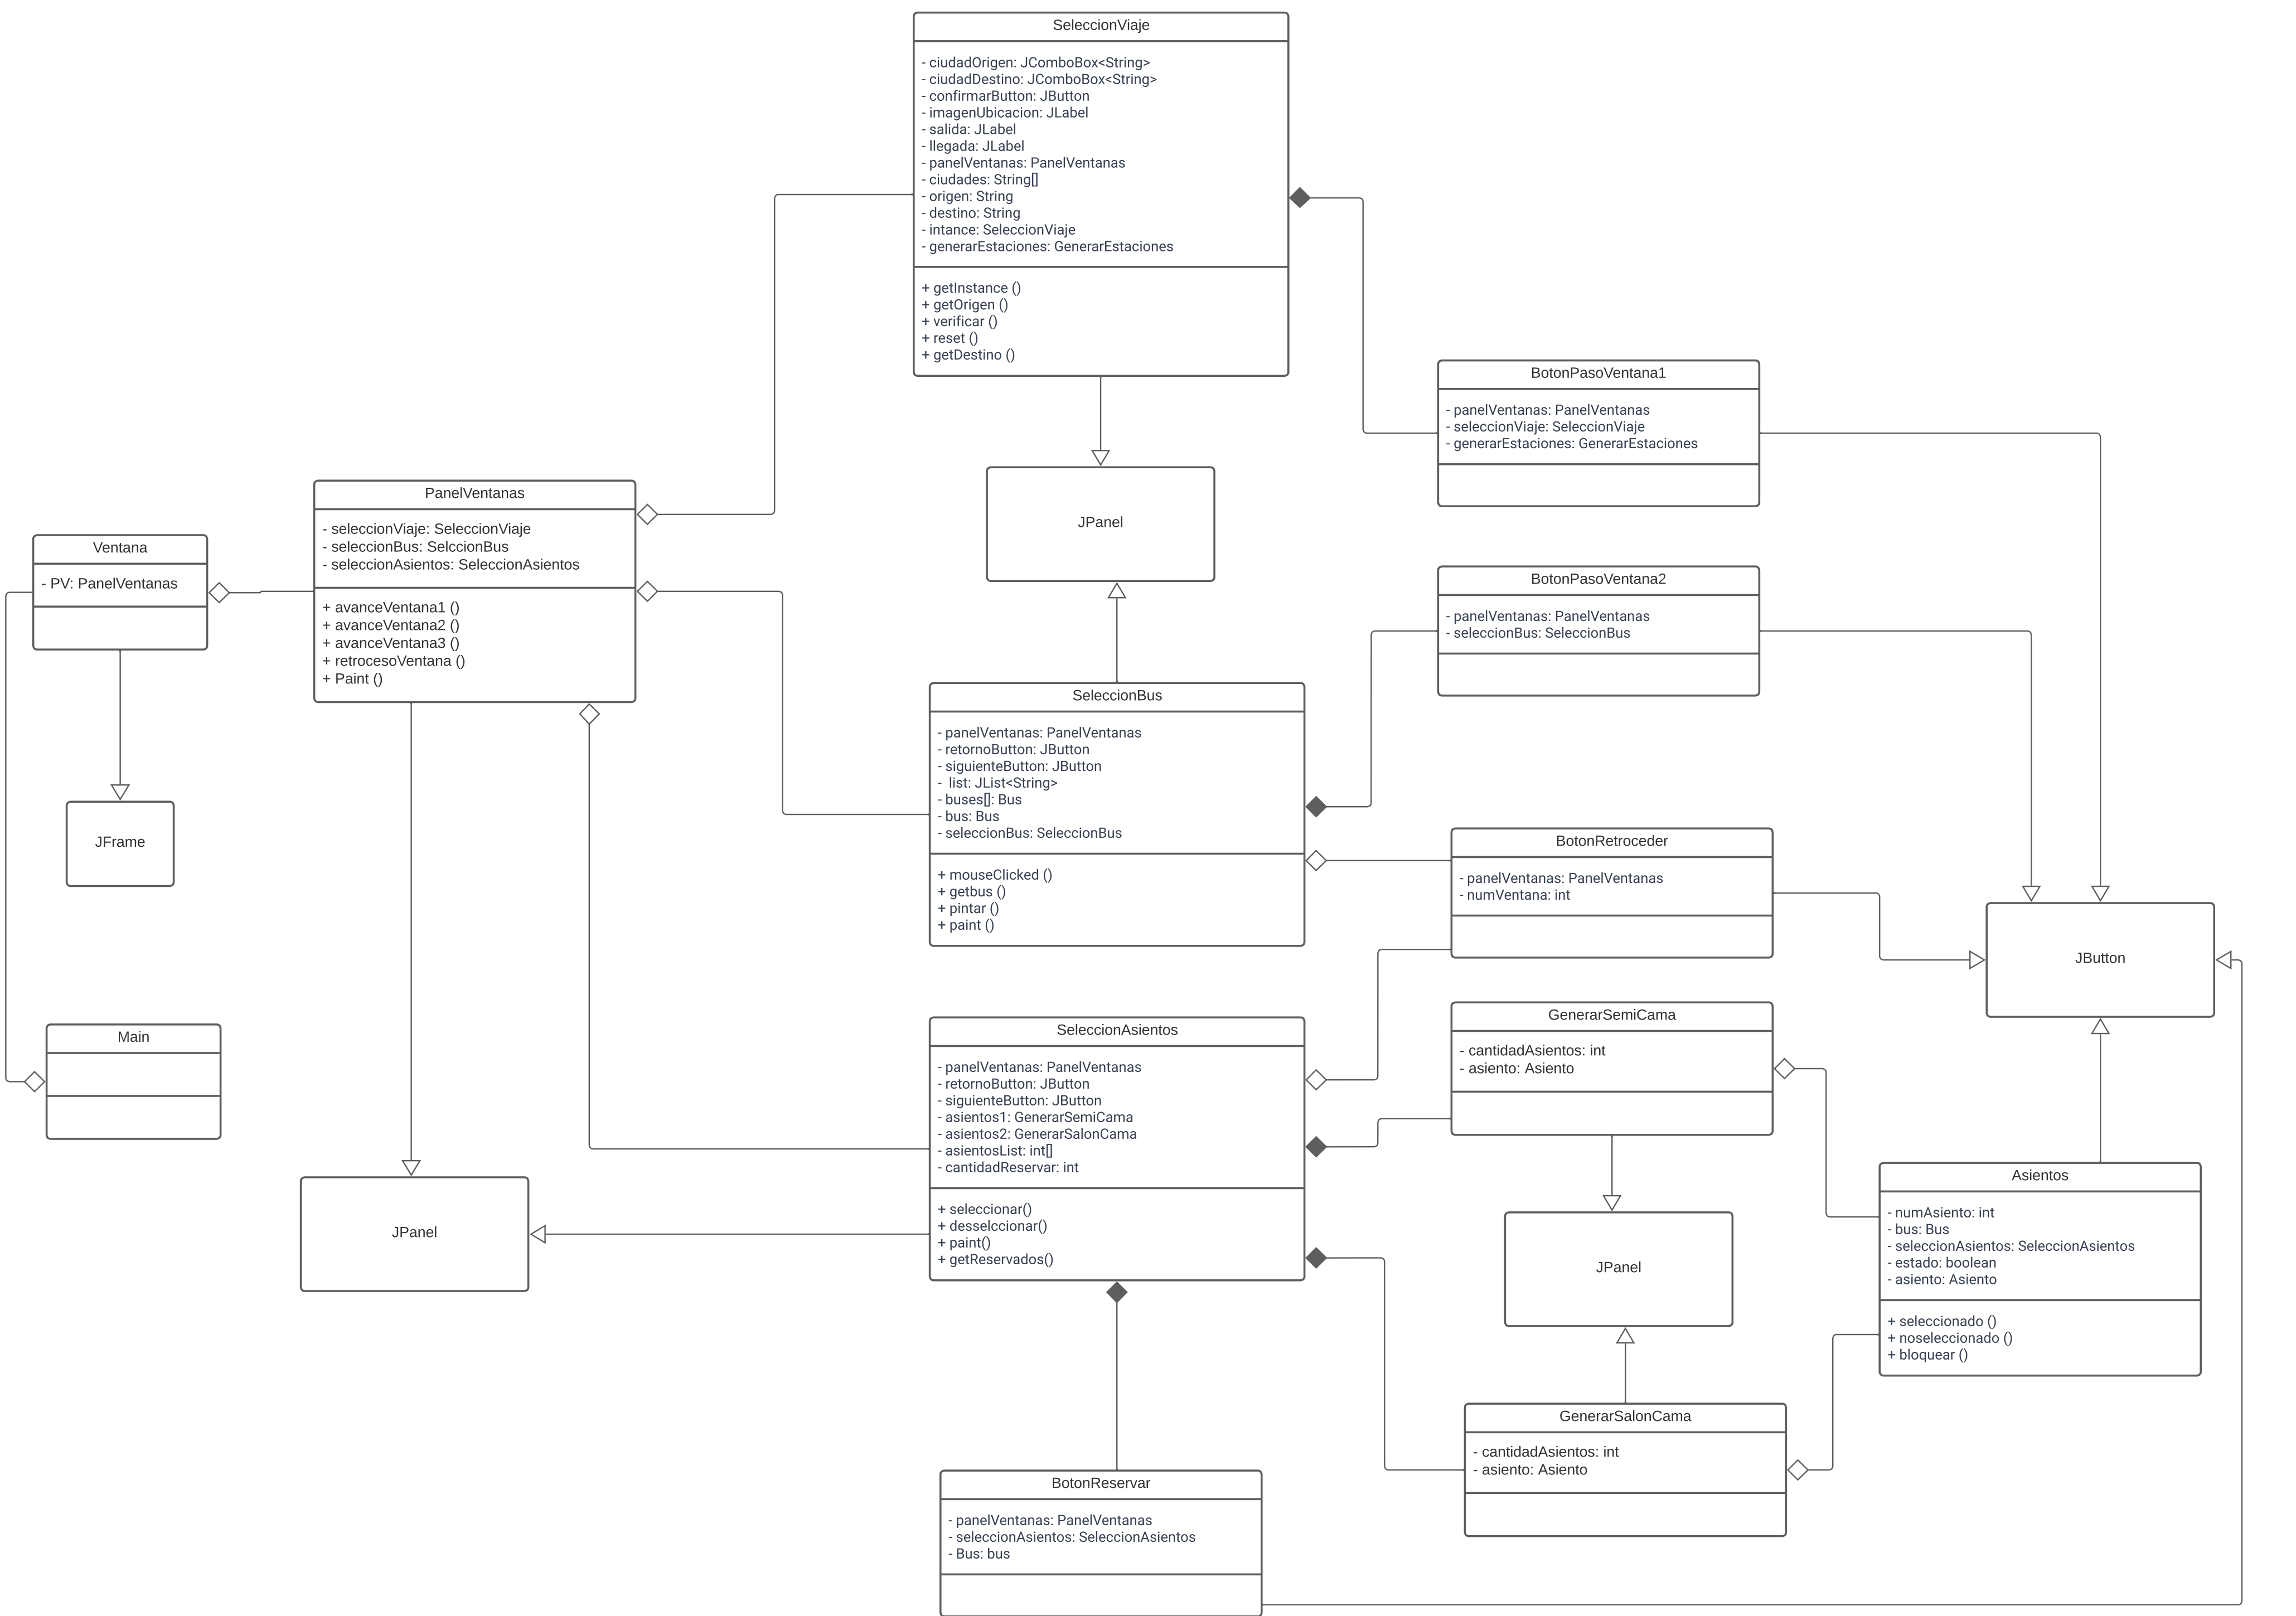 SeleccionViaje
- ciudadOrigen: JComboBox<String>
- ciudadDestino: JComboBox<String>
- confirmarButton: JButton
- imagenUbicacion: JLabel
- salida: JLabel
- llegada: JLabel
- panelVentanas: PanelVentanas
- ciudades: String[]
- origen: String
- destino: String
- intance: SeleccionViaje
- generarEstaciones: GenerarEstaciones
+ getInstance ()
+ getOrigen ()
+ verificar ()
+ reset ()
+ getDestino ()
BotonPasoVentana1
- panelVentanas: PanelVentanas
- seleccionViaje: SeleccionViaje
- generarEstaciones: GenerarEstaciones
JPanel
PanelVentanas
- seleccionViaje: SeleccionViaje
- seleccionBus: SelccionBus
- seleccionAsientos: SeleccionAsientos
+ avanceVentana1 ()
+ avanceVentana2 ()
+ avanceVentana3 ()
+ retrocesoVentana ()
+ Paint ()
Ventana
- PV: PanelVentanas
BotonPasoVentana2
- panelVentanas: PanelVentanas
- seleccionBus: SeleccionBus
SeleccionBus
- panelVentanas: PanelVentanas
- retornoButton: JButton
- siguienteButton: JButton
-  list: JList<String>
- buses[]: Bus
- bus: Bus
- seleccionBus: SeleccionBus
+ mouseClicked ()
+ getbus ()
+ pintar ()
+ paint ()
JFrame
BotonRetroceder
- panelVentanas: PanelVentanas
- numVentana: int
JButton
Main
SeleccionAsientos
- panelVentanas: PanelVentanas
- retornoButton: JButton
- siguienteButton: JButton
- asientos1: GenerarSemiCama
- asientos2: GenerarSalonCama
- asientosList: int[]
- cantidadReservar: int
+ seleccionar()
+ desselccionar()
+ paint()
+ getReservados()
GenerarSemiCama
- cantidadAsientos: int
- asiento: Asiento
JPanel
JPanel
Asientos
- numAsiento: int
- bus: Bus
- seleccionAsientos: SeleccionAsientos
- estado: boolean
- asiento: Asiento
+ seleccionado ()
+ noseleccionado ()
+ bloquear ()
GenerarSalonCama
- cantidadAsientos: int
- asiento: Asiento
BotonReservar
- panelVentanas: PanelVentanas
- seleccionAsientos: SeleccionAsientos
- Bus: bus